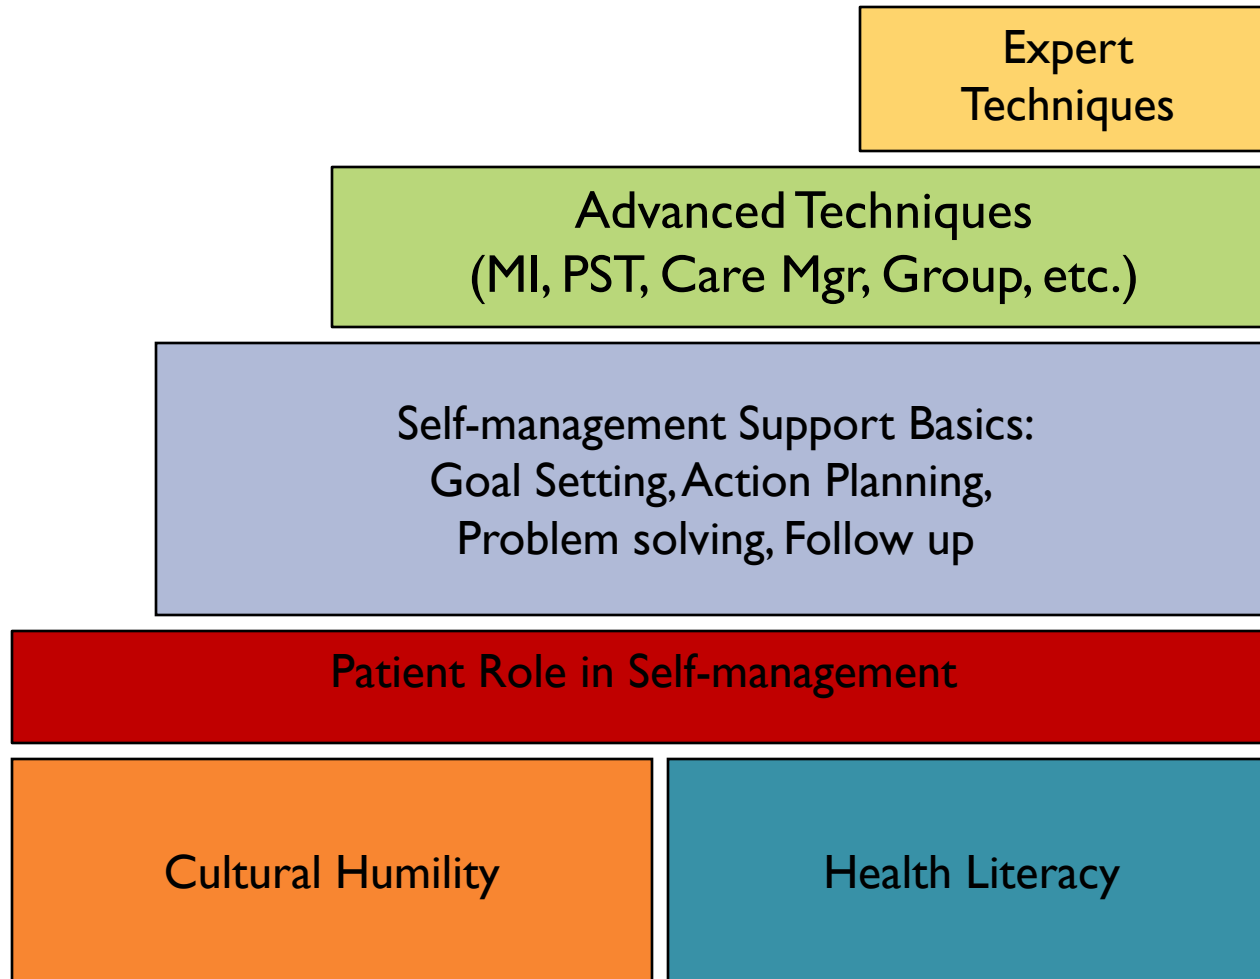 Expert
Techniques
Advanced Techniques
(MI, PST, Care Mgr, Group, etc.)
Self-management Support Basics:
Goal Setting, Action Planning,
Problem solving, Follow up
Patient Role in Self-management
Cultural Humility
Health Literacy